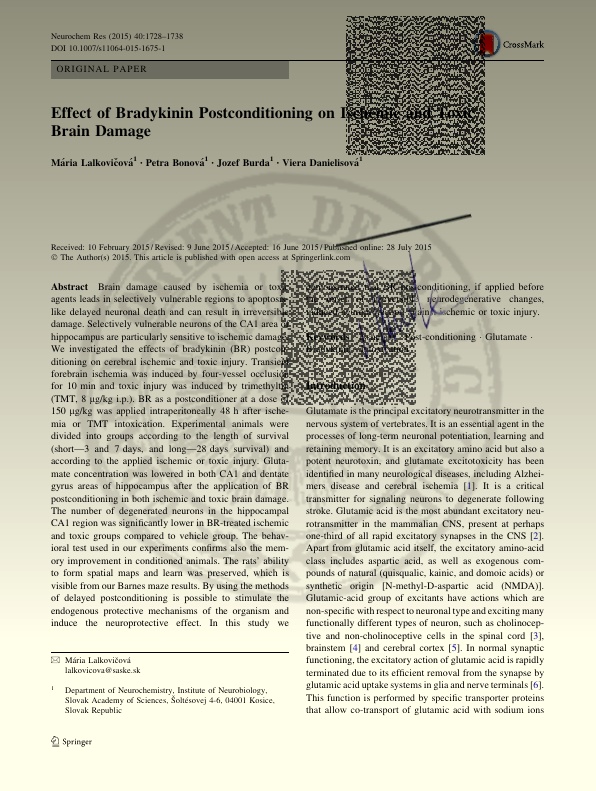 Neurochem Res (2015) 40:1728–1738
DOI 10.1007/s11064-015-1675-1
CrossMark
ORIGINAL PAPER
Effect of Bradykinin Postconditioning on Ischemic and Toxic
Brain Damage
Mária Lalkovičová1 · Petra Bonová1 · Jozef Burda1 · Viera Danielisová1
Received: 10 February 2015 / Revised: 9 June 2015 / Accepted: 16 June 2015 / Published online: 28 July 2015
© The Author(s) 2015. This article is published with open access at Springerlink.com
Abstract Brain damage caused by ischemia or toxic
agents leads in selectively vulnerable regions to apoptosis-
like delayed neuronal death and can result in irreversible
damage. Selectively vulnerable neurons of the CA1 area of
hippocampus are particularly sensitive to ischemic damage.
We investigated the effects of bradykinin (BR) postcon-
ditioning on cerebral ischemic and toxic injury. Transient
forebrain ischemia was induced by four-vessel occlusion
for 10 min and toxic injury was induced by trimethyltin
(TMT, 8 µg/kg i.p.). BR as a postconditioner at a dose of
150 µg/kg was applied intraperitoneally 48 h after ische-
mia or TMT intoxication. Experimental animals were
divided into groups according to the length of survival
(short—3 and 7 days, and long—28 days survival) and
according to the applied ischemic or toxic injury. Gluta-
mate concentration was lowered in both CA1 and dentate
gyrus areas of hippocampus after the application of BR
postconditioning in both ischemic and toxic brain damage.
The number of degenerated neurons in the hippocampal
CA1 region was significantly lower in BR-treated ischemic
and toxic groups compared to vehicle group. The behav-
ioral test used in our experiments confirms also the mem-
ory improvement in conditioned animals. The rats' ability
to form spatial maps and learn was preserved, which is
visible from our Barnes maze results. By using the methods
of delayed postconditioning is possible to stimulate the
endogenous protective mechanisms of the organism and
induce the neuroprotective effect. In this study we
postconditioning, if applied before
neurodegenerative changes,
ischemic or toxic injury.
Post-conditioning · Glutamate ·
Introduction
Glutamate is the principal excitatory neurotransmitter in the
nervous system of vertebrates. It is an essential agent in the
processes of long-term neuronal potentiation, learning and
retaining memory. It is an excitatory amino acid but also a
potent neurotoxin, and glutamate excitotoxicity has been
identified in many neurological diseases, including Alzhei-
mers disease and cerebral ischemia [1]. It is a critical
transmitter for signaling neurons to degenerate following
stroke. Glutamic acid is the most abundant excitatory neu-
rotransmitter in the mammalian CNS, present at perhaps
one-third of all rapid excitatory synapses in the CNS [2].
Apart from glutamic acid itself, the excitatory amino-acid
class includes aspartic acid, as well as exogenous com-
pounds of natural (quisqualic, kainic, and domoic acids) or
synthetic origin [N-methyl-D-aspartic acid (NMDA)].
Glutamic-acid group of excitants have actions which are
non-specific with respect to neuronal type and exciting many
functionally different types of neuron, such as cholinocep-
tive and non-cholinoceptive cells in the spinal cord [3],
brainstem [4] and cerebral cortex [5]. In normal synaptic
functioning, the excitatory action of glutamic acid is rapidly
terminated due to its efficient removal from the synapse by
glutamic acid uptake systems in glia and nerve terminals [6].
This function is performed by specific transporter proteins
that allow co-transport of glutamic acid with sodium ions
Mária Lalkovičová
lalkovicova@saske.sk
1 Department of Neurochemistry, Institute of Neurobiology,
Slovak Academy of Sciences, Šoltésovej 4-6, 04001 Kosice,
Slovak Republic
Springer